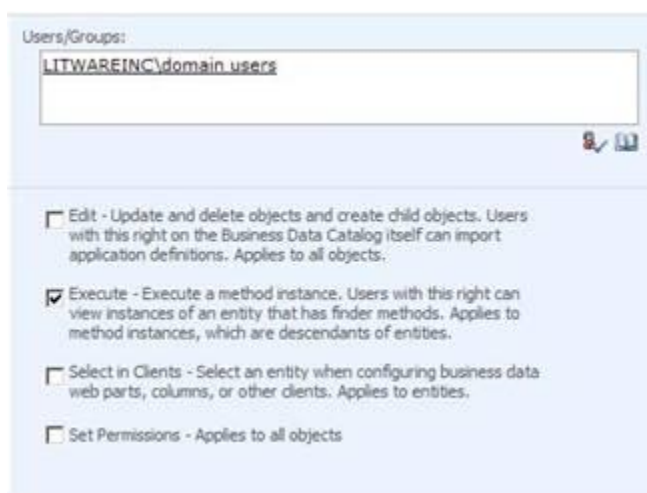 Users/Groups:
LITWAREINC\domain users
Edit - Update and delete objects and create child objects. Users
with this right on the Business Data Catalog itself can import
application definitions. Applies to all objects.
Execute - Execute a method instance. Users with this right can
view instances of an entity that has finder methods. Applies to
method instances, which are descendants of entities.
Select in Clients - Select an entity when configuring business data
web parts, columns, or other clients. Applies to entities.
Set Permissions - Applies to all objects